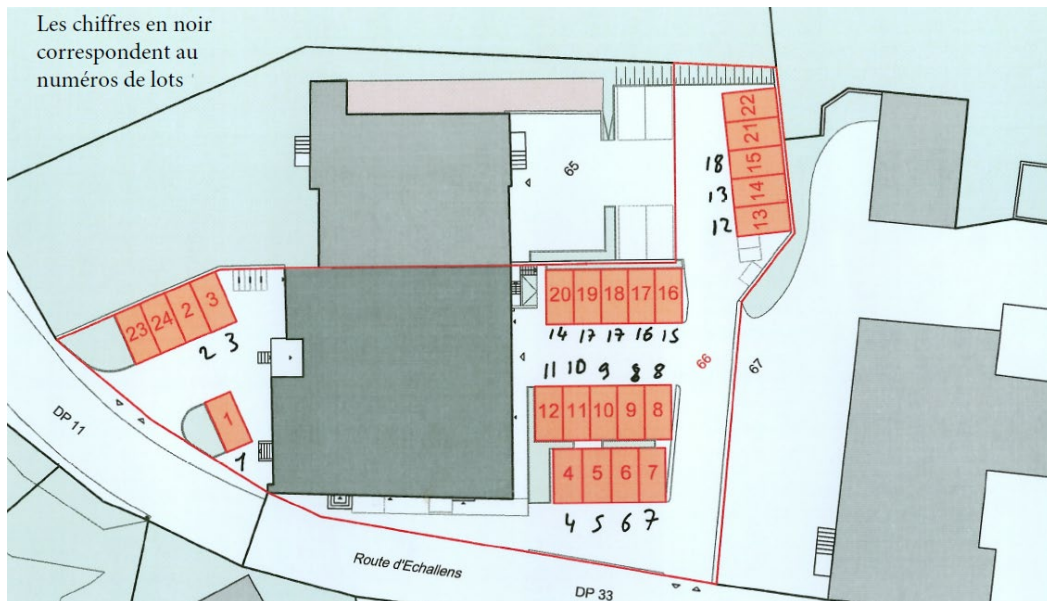 Les chiffres en noir
correspondent au
numéros de lots
22
21
15
14
13
18
13
12
65
20 19 18 17 16
14 17 17 16 15
23 24 2 3
2 3
1
1
11 10 9 8 8
12 11 10 9 8
4 5 6 7
4 5 6 7
66
67
DP 11
Route d'Echallens
DP 33